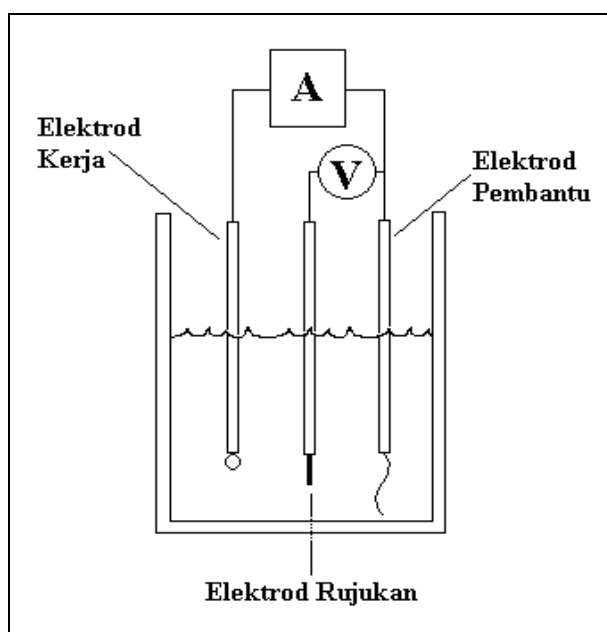 A
Elektrod
Kerja
V
Elektrod
Pembantu
Elektrod Rujukan